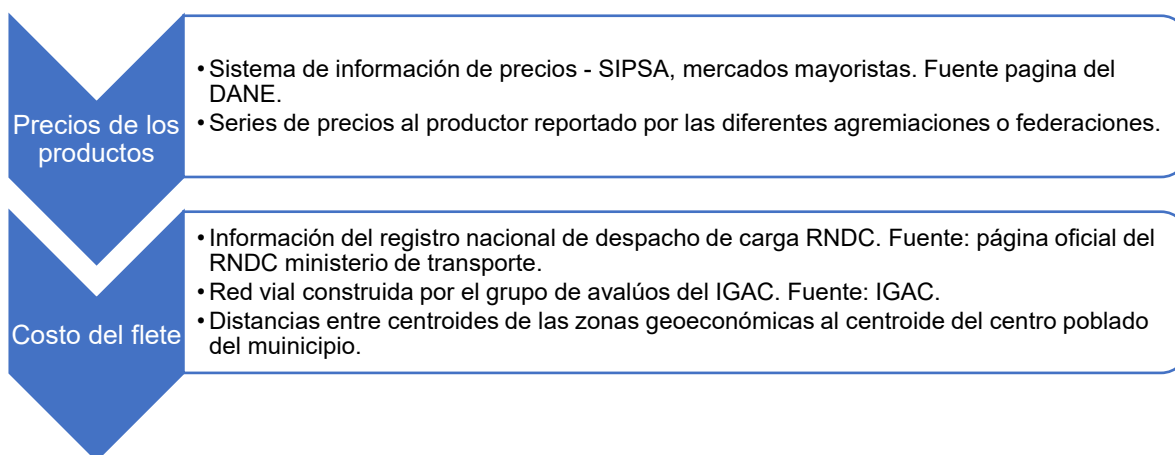 Precios de los
productos
• Sistema de información de precios - SIPSA, mercados mayoristas. Fuente pagina del
DANE.
• Series de precios al productor reportado por las diferentes agremiaciones o federaciones.
Costo del flete
• Información del registro nacional de despacho de carga RNDC. Fuente: página oficial del
RNDC ministerio de transporte.
• Red vial construida por el grupo de avalúos del IGAC. Fuente: IGAC.
• Distancias entre centroides de las zonas geoeconómicas al centroide del centro poblado
del muinicipio.